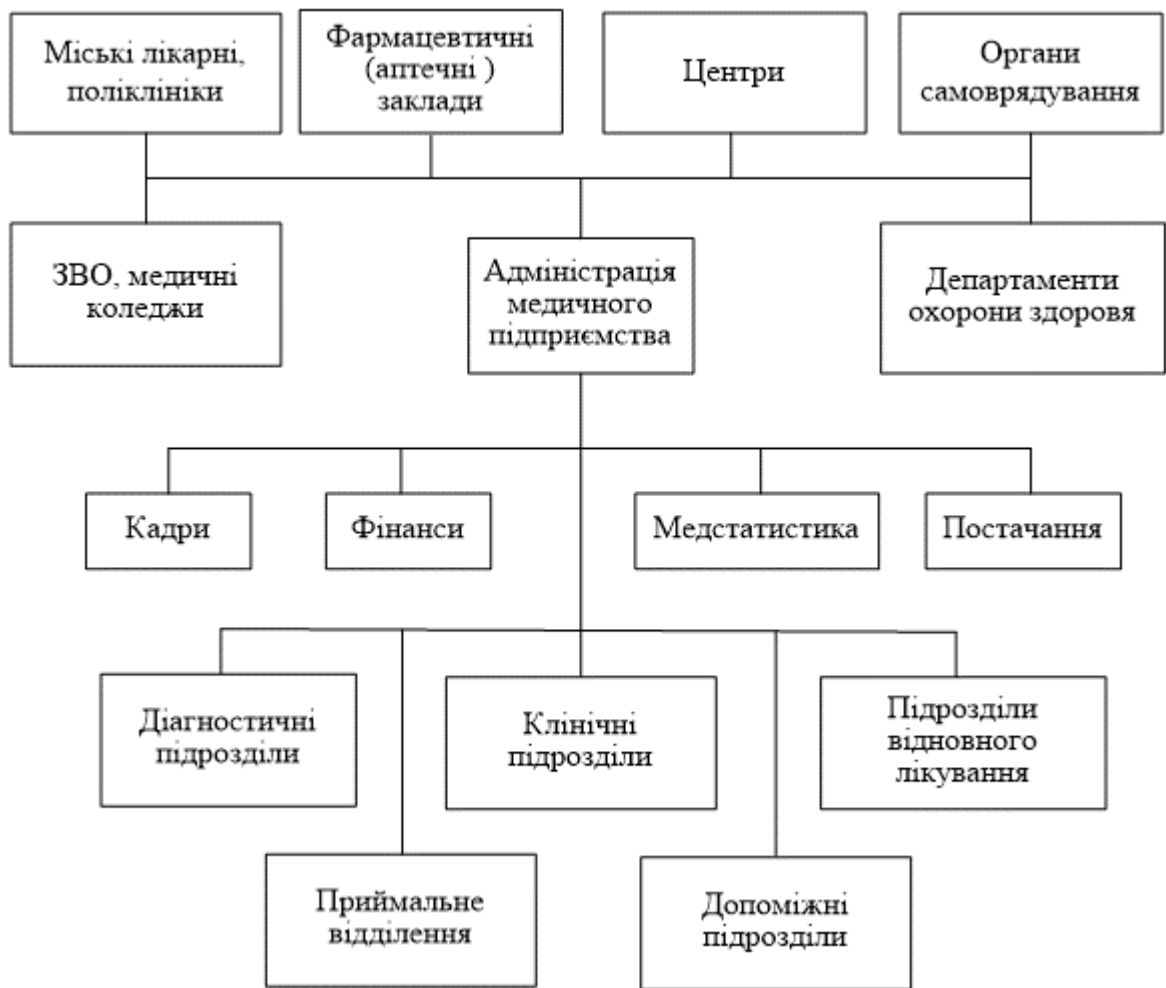 Міські лікарні,
поліклініки
Фармацевтичні
(аптечні )
заклади
Центри
Органи
самоврядування
ЗВО, медичні
коледжи
Адміністрація
медичного
підприємства
Департаменти
охорони здоровя
Кадри
Фінанси
Медстатистика
Постачання
Діагностичні
підрозділи
Клінічні
підрозділи
Підрозділи
відновного
лікування
Приймальне
відділення
Допоміжні
підрозділи